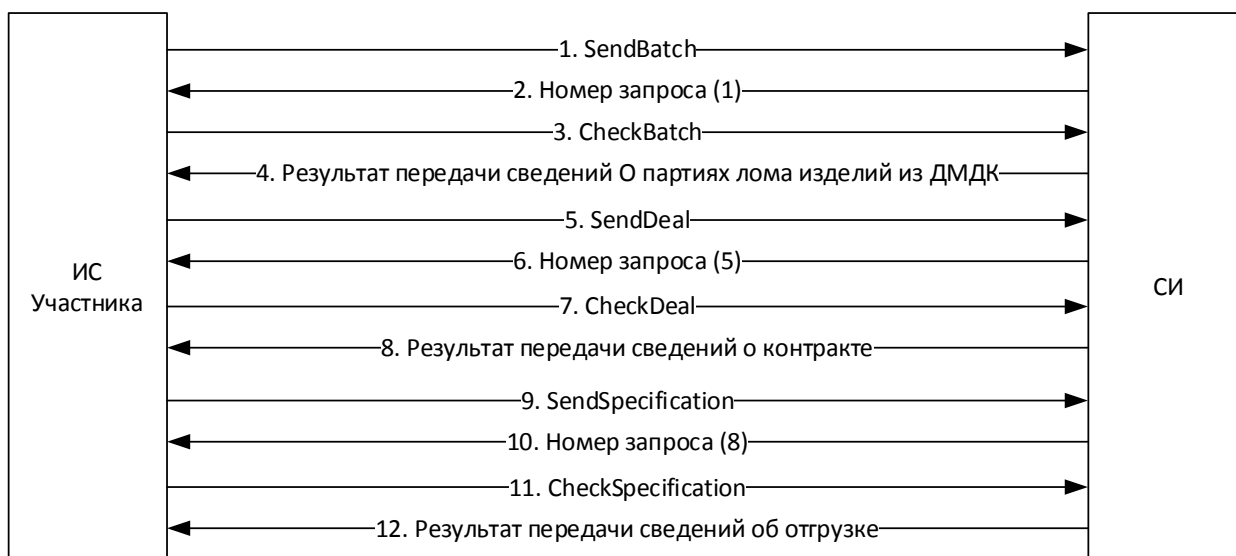 1. SendBatch
2. Номер запроса (1)
3. CheckBatch
4. Результат передачи сведений О партиях лома изделий из ДМДК
5. SendDeal
6. Номер запроса (5)
7. CheckDeal
8. Результат передачи сведений о контракте
9. SendSpecification
10. Номер запроса (8)
11. CheckSpecification
12. Результат передачи сведений об отгрузке
ИС
Участника
СИ